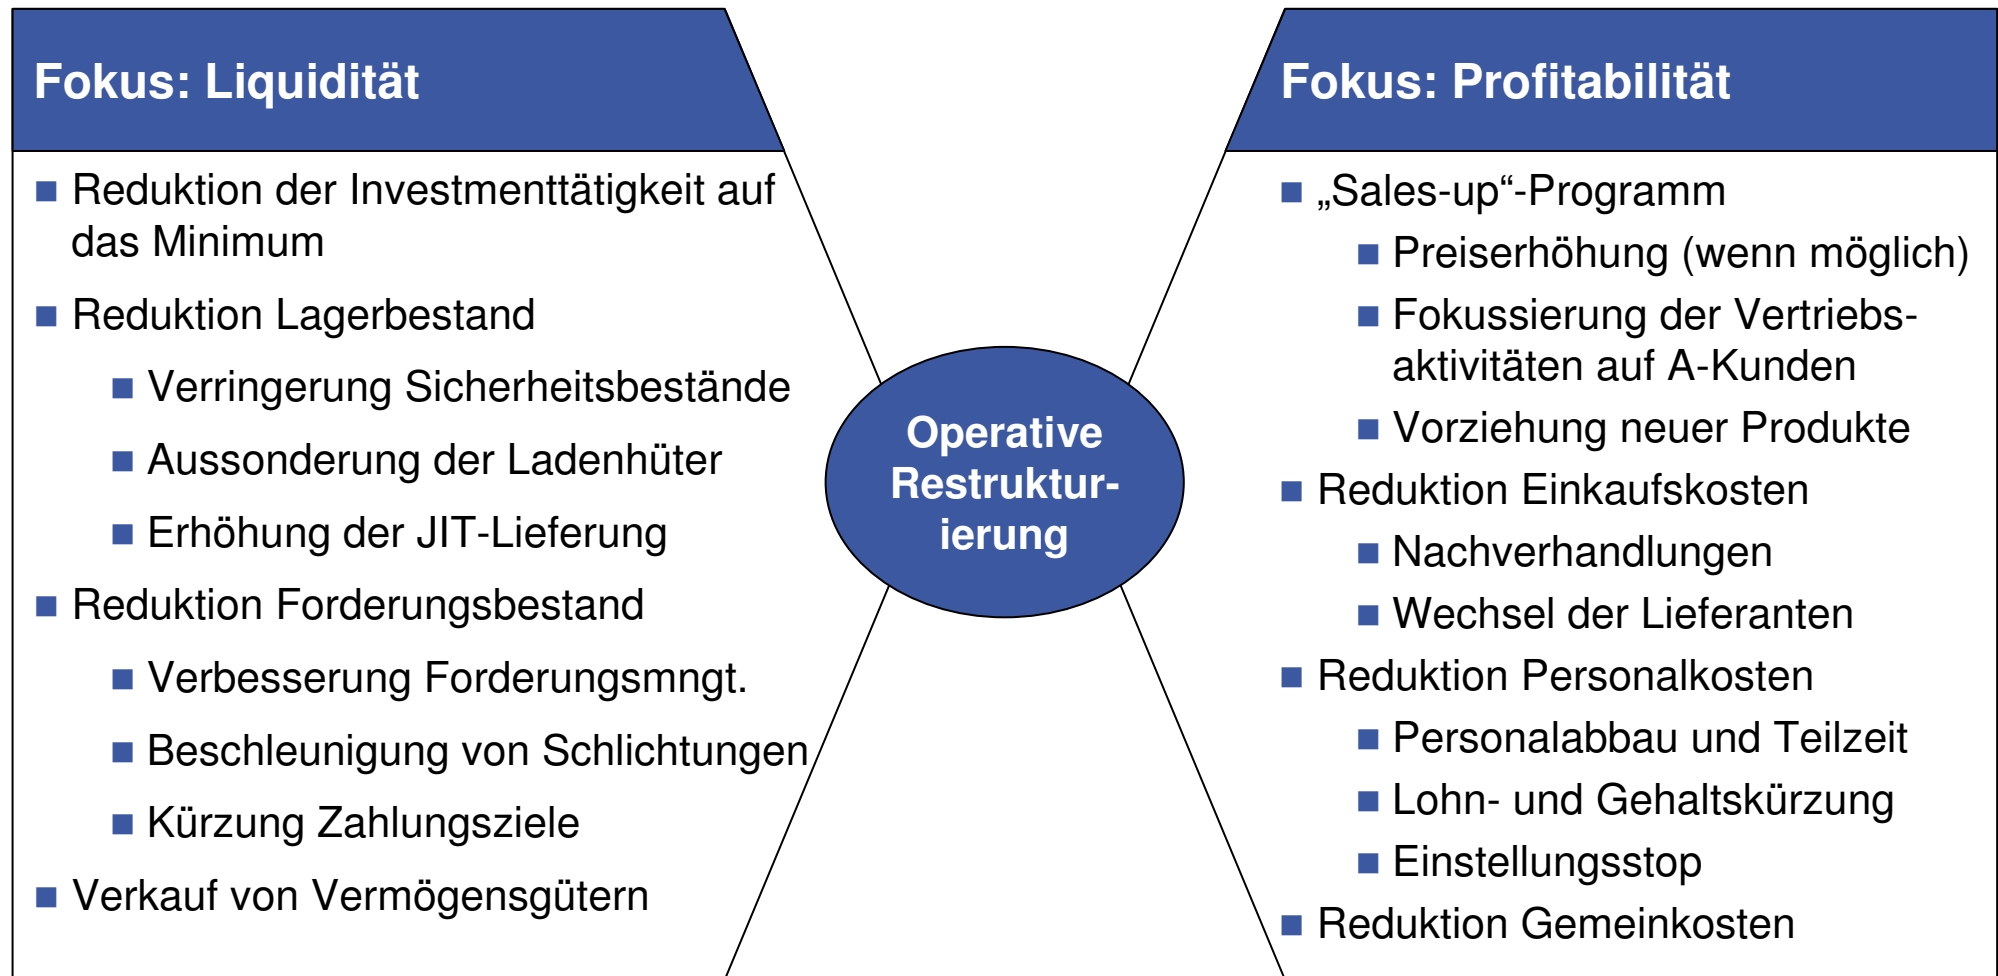 Fokus: Liquidität
Reduktion der Investmenttätigkeit auf
das Minimum
Reduktion Lagerbestand
Verringerung Sicherheitsbestände
Aussonderung der Ladenhüter
Erhöhung der JIT-Lieferung
Reduktion Forderungsbestand
Verbesserung Forderungsmngt.
Beschleunigung von Schlichtungen
Kürzung Zahlungsziele
Verkauf von Vermögensgütern
Operative
Restruktur-
ierung
Fokus: Profitabilität
„Sales-up“-Programm
Preiserhöhung (wenn möglich)
Fokussierung der Vertriebs-
aktivitäten auf A-Kunden
Vorziehung neuer Produkte
Reduktion Einkaufskosten
Nachverhandlungen
Wechsel der Lieferanten
Reduktion Personalkosten
Personalabbau und Teilzeit
Lohn- und Gehaltskürzung
Einstellungsstop
Reduktion Gemeinkosten